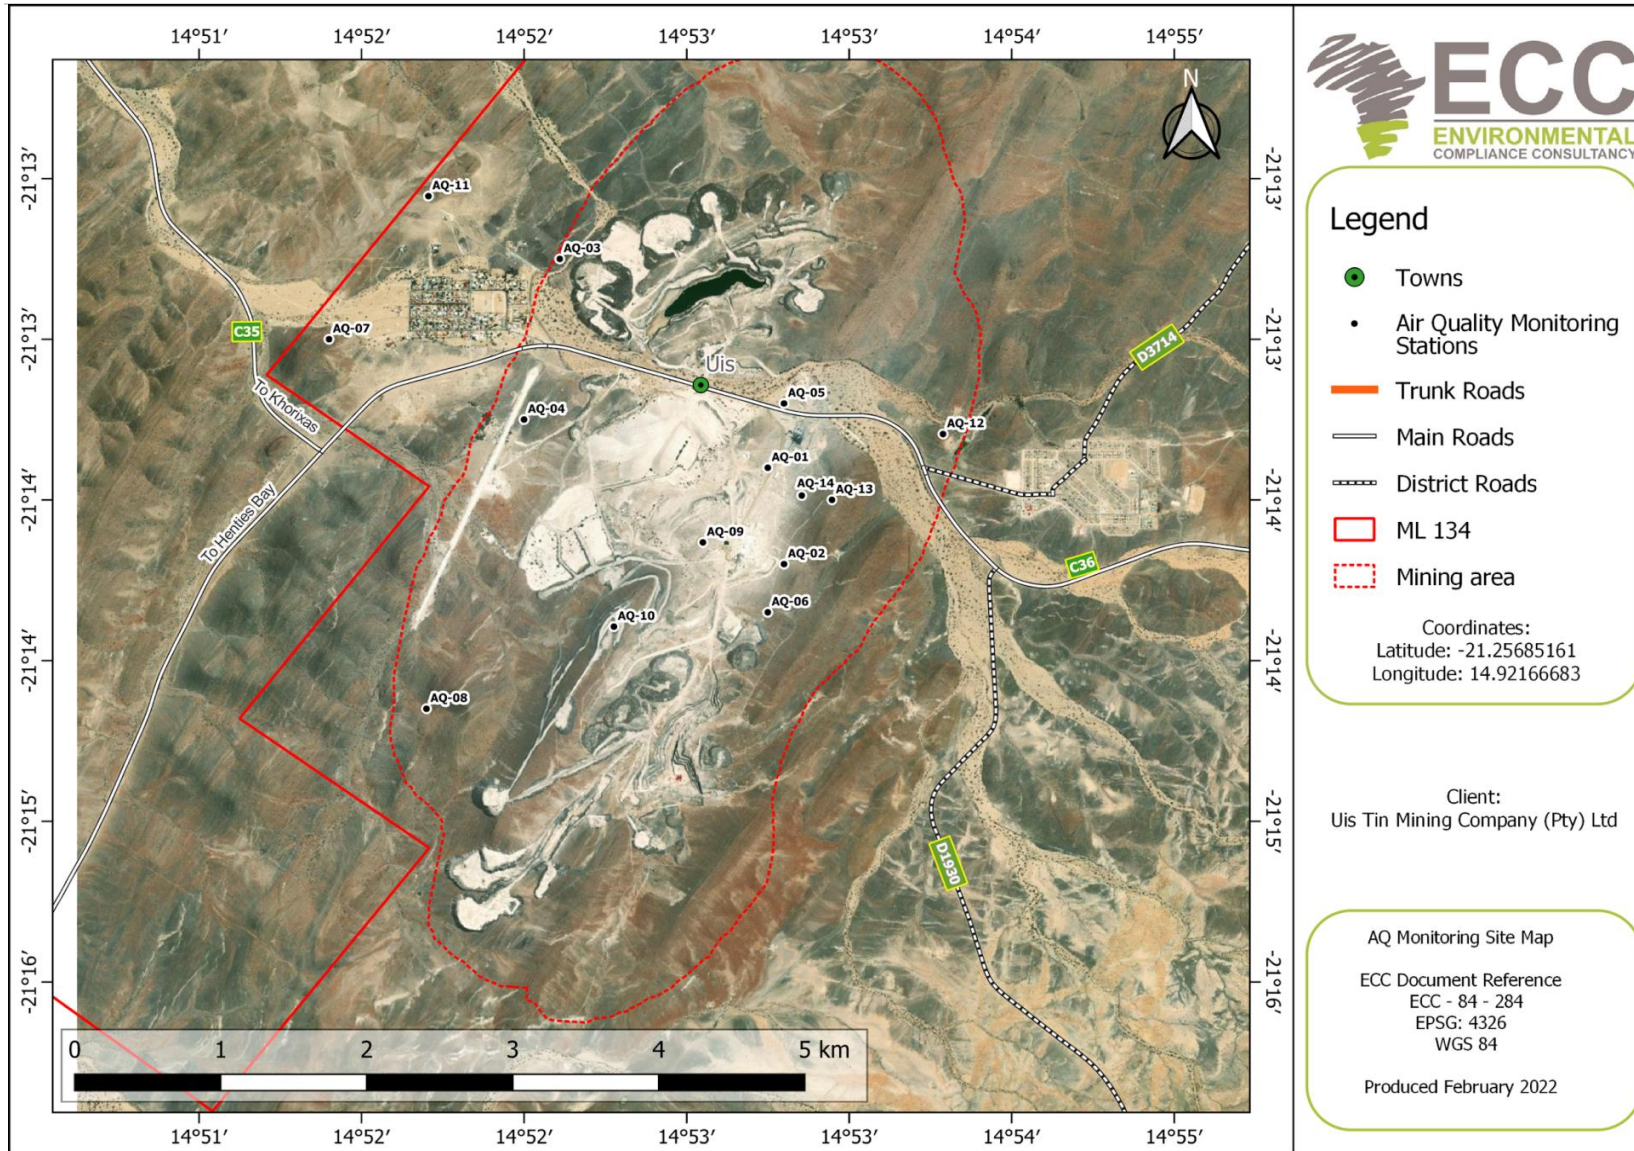 14°51′ 14°52′ 14°52′ 14°53′ 14°53′ 14°54′ 14°55′
-21°13′
-21°13′
-21°14′
-21°14′
-21°15′
-21°16′
N
AQ-11
AQ-03
C35
AQ-07
D3714
Uis
To Khorixas
AQ-05
AQ-04
AQ-12
AQ-01
AQ-14
AQ-13
To Henties Bay
AQ-09
AQ-02
C36
AQ-06
AQ-10
AQ-08
D1930
0 1 2 3 4 5 km
-21°13′
-21°13′
-21°14′
-21°14′
-21°15′
-21°16′
14°51′ 14°52′ 14°52′ 14°53′ 14°53′ 14°54′ 14°55′
ECC
ENVIRONMENTAL
COMPLIANCE CONSULTANCY
Legend
Towns
Air Quality Monitoring
Stations
Trunk Roads
Main Roads
District Roads
ML 134
Mining area
Coordinates:
Latitude: -21.25685161
Longitude: 14.92166683
Client:
Uis Tin Mining Company (Pty) Ltd
AQ Monitoring Site Map
ECC Document Reference
ECC - 84 - 284
EPSG: 4326
WGS 84
Produced February 2022